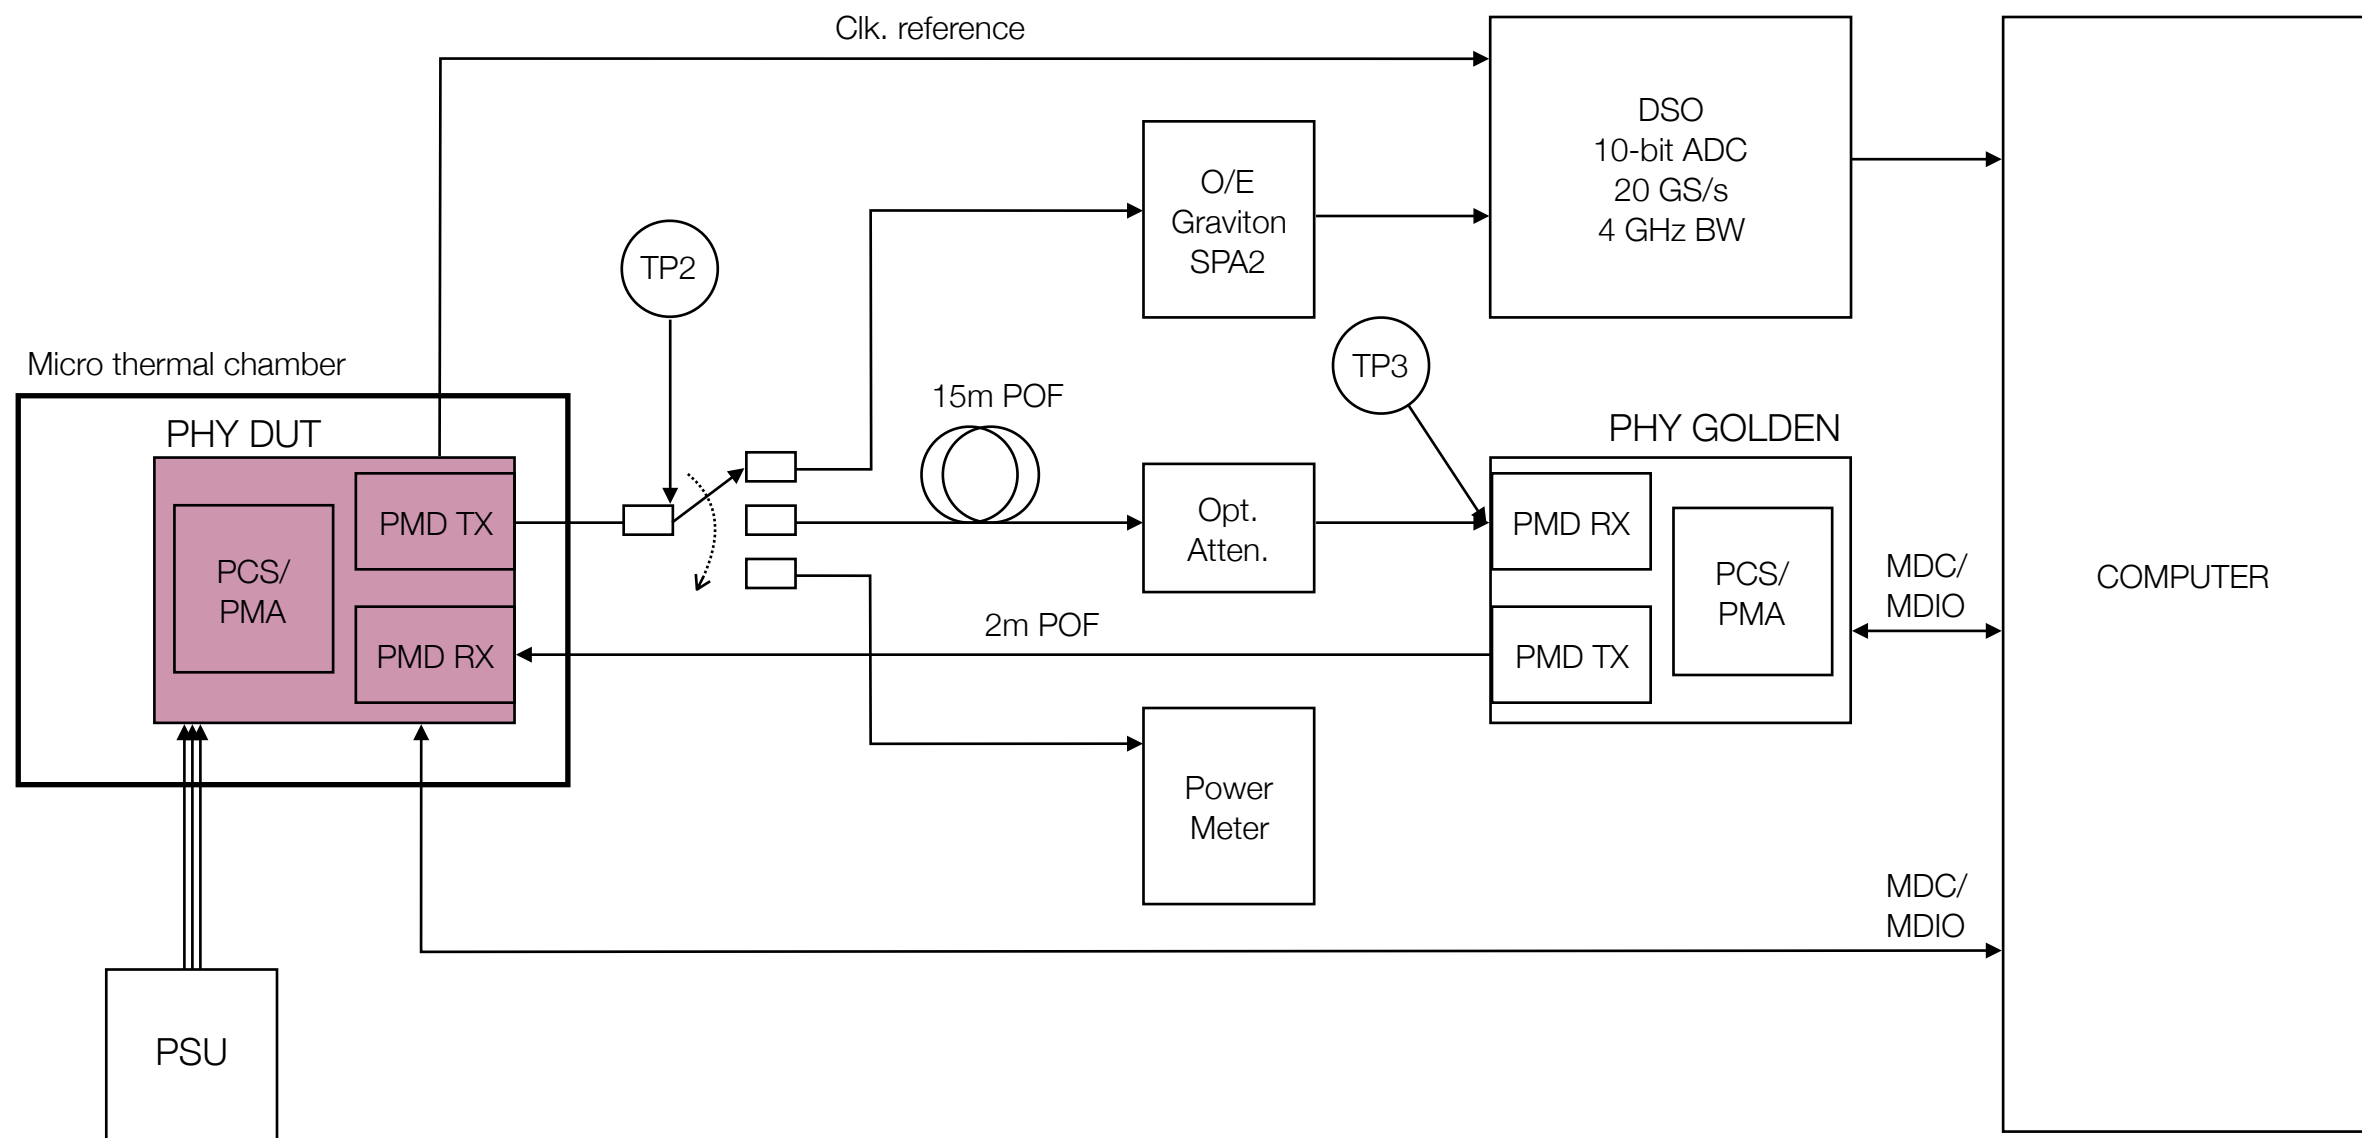 Clk. reference
DSO
10-bit ADC
20 GS/s
4 GHz BW
O/E
Graviton
SPA2
TP2
TP3
Micro thermal chamber
15m POF
PHY DUT
PHY GOLDEN
PMD TX
PCS/
PMA
PMD RX
Opt.
Atten.
PMD RX
PCS/
PMA
PMD TX
MDC/
MDIO
COMPUTER
2m POF
Power
Meter
MDC/
MDIO
PSU